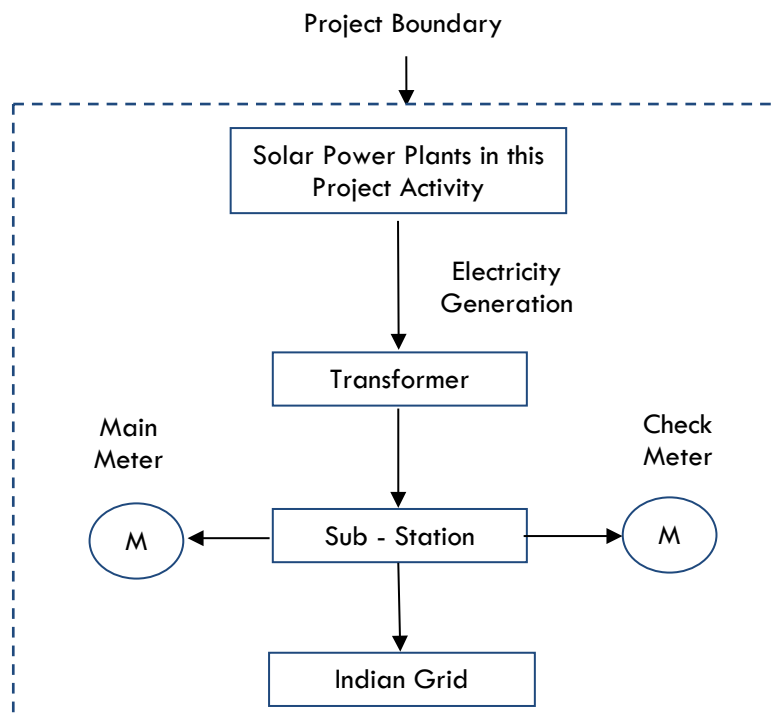 Project Boundary
Solar Power Plants in this
Project Activity
Electricity
Generation
Transformer
Main
Meter
Check
Meter
M
Sub - Station
M
Indian Grid